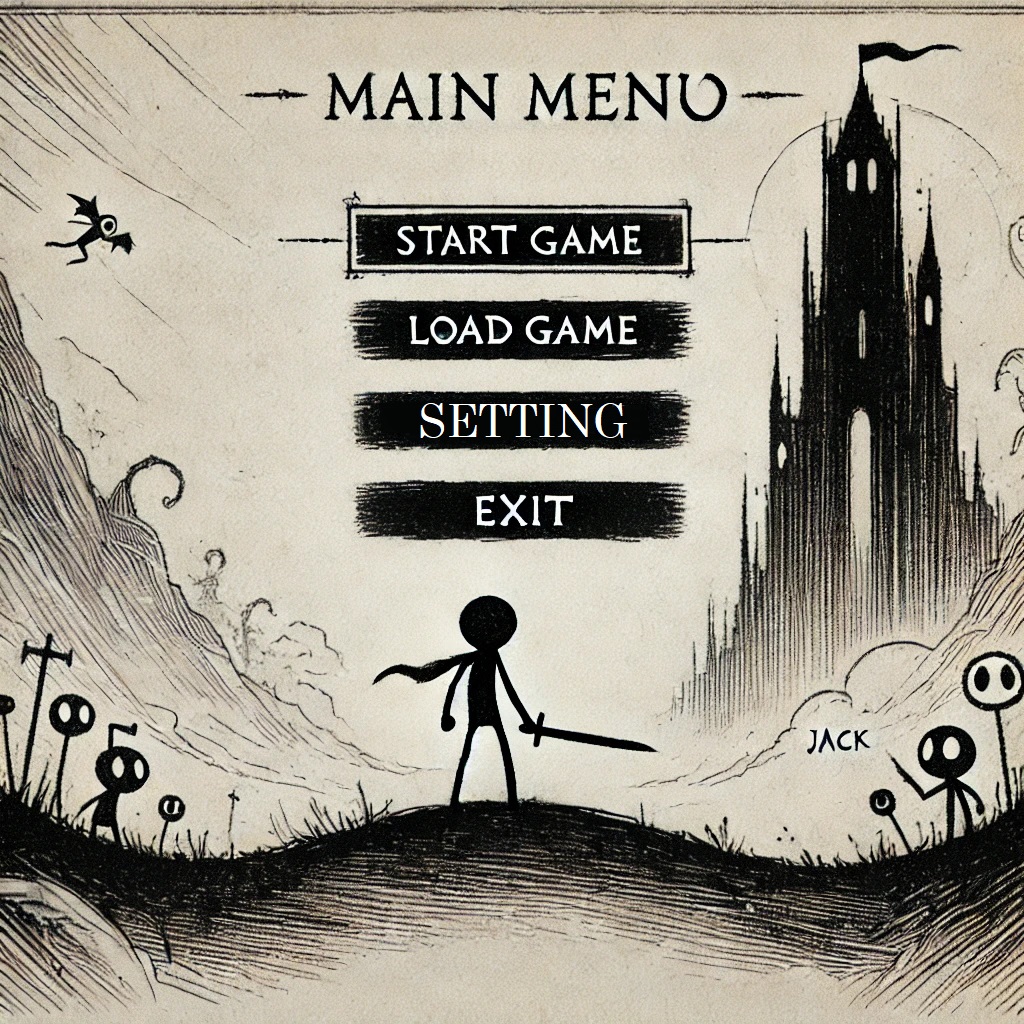 MAIN MENU
START GAME
LOAD GAME
SETTING
EXIT
JACK